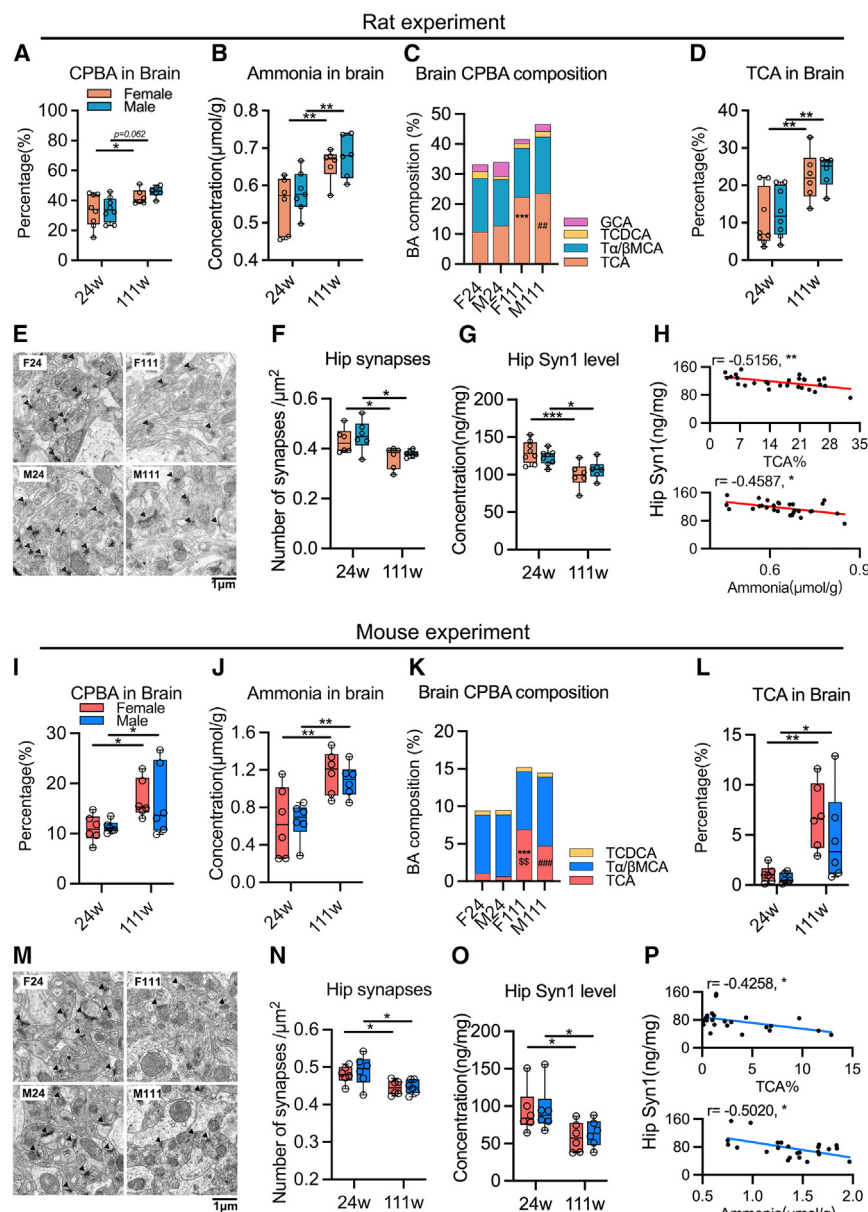 Rat experiment
A
CPBA in Brain
Female
Male
Percentage(%)
100
80
60
40
20
0
p=0.062
*
24w
111w
B
Ammonia in brain
Concentration(μmol/g)
0.8
0.7
0.6
0.5
0.4
**
**
24w
111w
C
Brain CPBA composition
BA composition (%)
50
40
30
20
10
0
***
##
GCA
TCDCA
Tα/βMCA
TCA
F24
M24
F111
M111
D
TCA in Brain
Percentage(%)
40
30
20
10
0
**
**
24w
111w
E
F24
F111
M24
M111
1μm
F
Hip synapses
Number of synapses /μm²
0.6
0.4
0.2
0.0
*
*
24w
111w
G
Hip Syn1 level
Concentration(ng/mg)
200
150
100
50
0
*
***
24w
111w
H
Hip Syn1(ng/mg)
r= -0.5156, **
160
80
0
0 7 14 21 28 35
TCA%
r= -0.4587, *
160
80
0
0.6 0.9
Ammonia(μmol/g)
Mouse experiment
I
CPBA in Brain
Female
Male
Percentage(%)
30
20
10
0
*
*
24w
111w
J
Ammonia in brain
Concentration(μmol/g)
1.6
1.2
0.8
0.4
0.0
**
**
24w
111w
K
Brain CPBA composition
BA composition (%)
20
15
10
5
0
***
$$
###
TCDCA
Tα/βMCA
TCA
F24
M24
F111
M111
L
TCA in Brain
Percentage(%)
15
10
5
0
*
**
24w
111w
M
F24
F111
M24
M111
1μm
N
Hip synapses
Number of synapses /μm²
0.6
0.5
0.4
0.3
0.2
*
*
24w
111w
O
Hip Syn1 level
Concentration(ng/mg)
200
150
100
50
0
*
*
24w
111w
P
Hip Syn1(ng/mg)
r= -0.4258, *
160
80
0
0 5 10 15
TCA%
r= -0.5020, *
160
80
0
0.5 1.0 1.5 2.0
Ammonia(μmol/g)